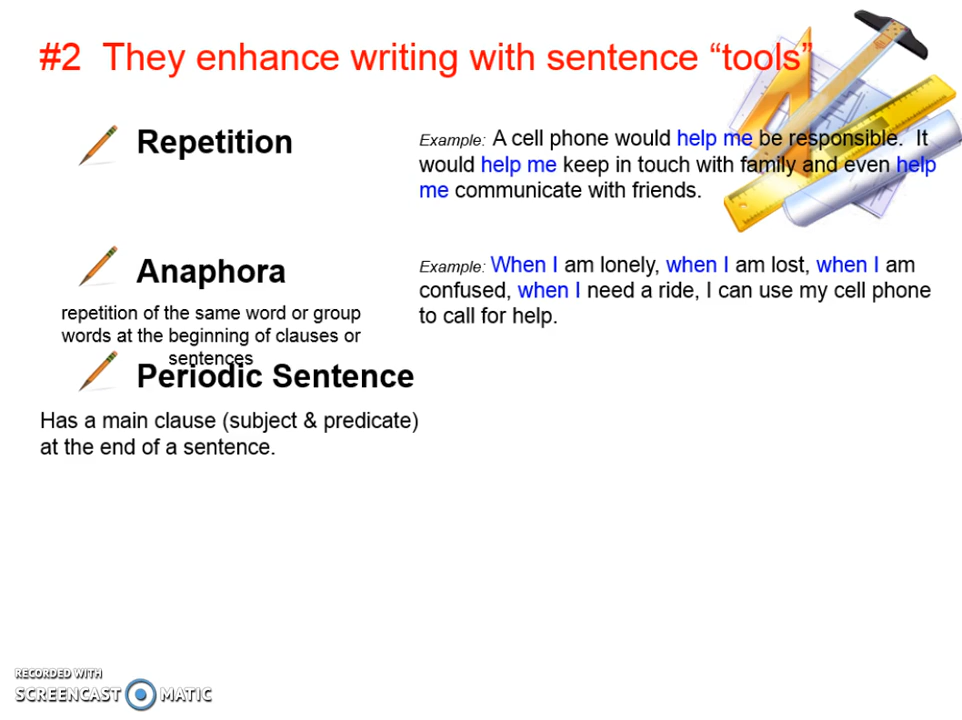 #2 They enhance writing with sentence “tools”
Repetition
Example: A cell phone would help me be responsible. It
would help me keep in touch with family and even help
me communicate with friends.
Anaphora
repetition of the same word or group
words at the beginning of clauses or
sentences
Example: When I am lonely, when I am lost, when I am
confused, when I need a ride, I can use my cell phone
to call for help.
Periodic Sentence
Has a main clause (subject & predicate)
at the end of a sentence.
RECORDED WITH
SCREENCAST MATIC